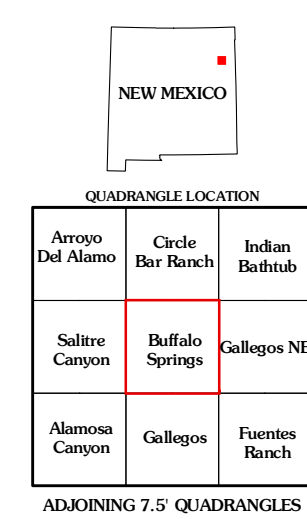 NEW MEXICO
QUADRANGLE LOCATION
Arroyo
Del Alamo
Circle
Bar Ranch
Indian
Bathtub
Salitre
Canyon
Buffalo
Springs
Gallegos NE
Alamosa
Canyon
Gallegos
Fuentes
Ranch
ADJOINING 7.5' QUADRANGLES